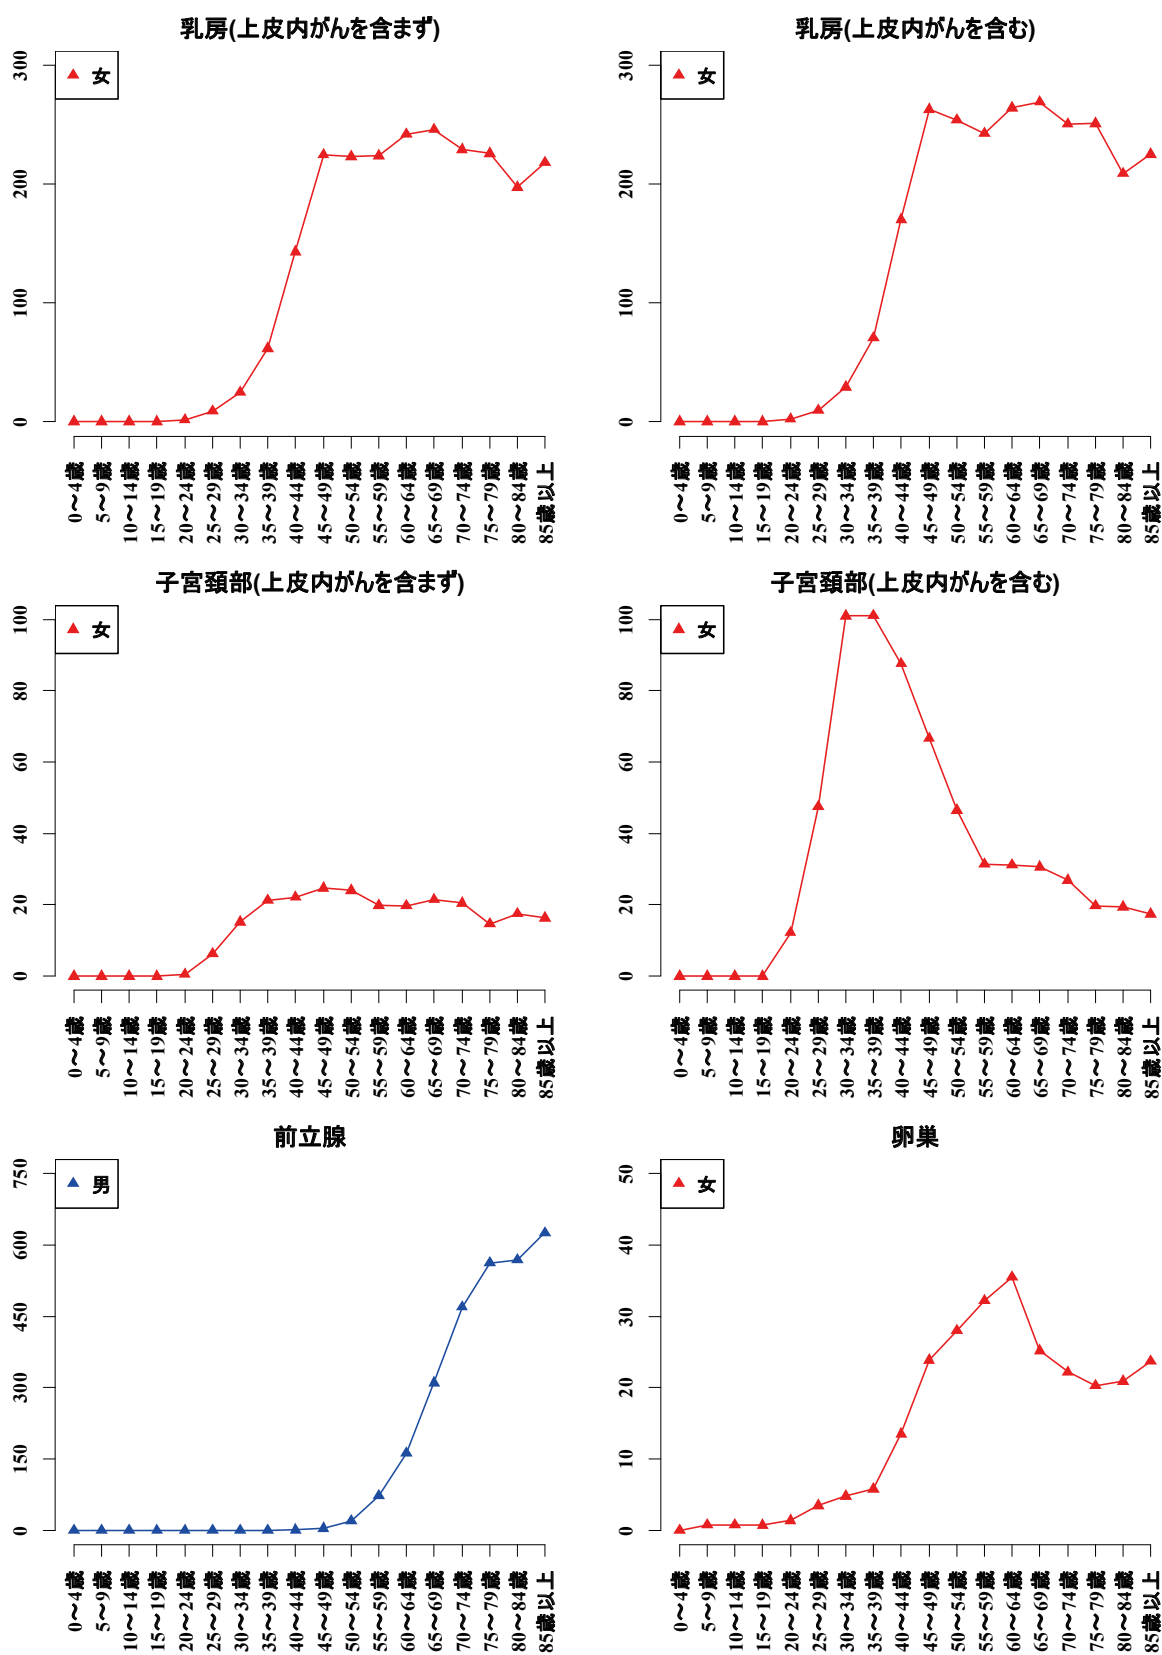 乳房(上皮内がんを含まず)
女
300
200
100
0
0～4歳
5～9歳
10～14歳
15～19歳
20～24歳
25～29歳
30～34歳
35～39歳
40～44歳
45～49歳
50～54歳
55～59歳
60～64歳
65～69歳
70～74歳
75～79歳
80～84歳
85歳以上
乳房(上皮内がんを含む)
女
300
200
100
0
0～4歳
5～9歳
10～14歳
15～19歳
20～24歳
25～29歳
30～34歳
35～39歳
40～44歳
45～49歳
50～54歳
55～59歳
60～64歳
65～69歳
70～74歳
75～79歳
80～84歳
85歳以上
子宮頚部(上皮内がんを含まず)
女
100
80
60
40
20
0
0～4歳
5～9歳
10～14歳
15～19歳
20～24歳
25～29歳
30～34歳
35～39歳
40～44歳
45～49歳
50～54歳
55～59歳
60～64歳
65～69歳
70～74歳
75～79歳
80～84歳
85歳以上
子宮頚部(上皮内がんを含む)
女
100
80
60
40
20
0
0～4歳
5～9歳
10～14歳
15～19歳
20～24歳
25～29歳
30～34歳
35～39歳
40～44歳
45～49歳
50～54歳
55～59歳
60～64歳
65～69歳
70～74歳
75～79歳
80～84歳
85歳以上
前立腺
男
750
600
450
300
150
0
0～4歳
5～9歳
10～14歳
15～19歳
20～24歳
25～29歳
30～34歳
35～39歳
40～44歳
45～49歳
50～54歳
55～59歳
60～64歳
65～69歳
70～74歳
75～79歳
80～84歳
85歳以上
卵巣
女
50
40
30
20
10
0
0～4歳
5～9歳
10～14歳
15～19歳
20～24歳
25～29歳
30～34歳
35～39歳
40～44歳
45～49歳
50～54歳
55～59歳
60～64歳
65～69歳
70～74歳
75～79歳
80～84歳
85歳以上